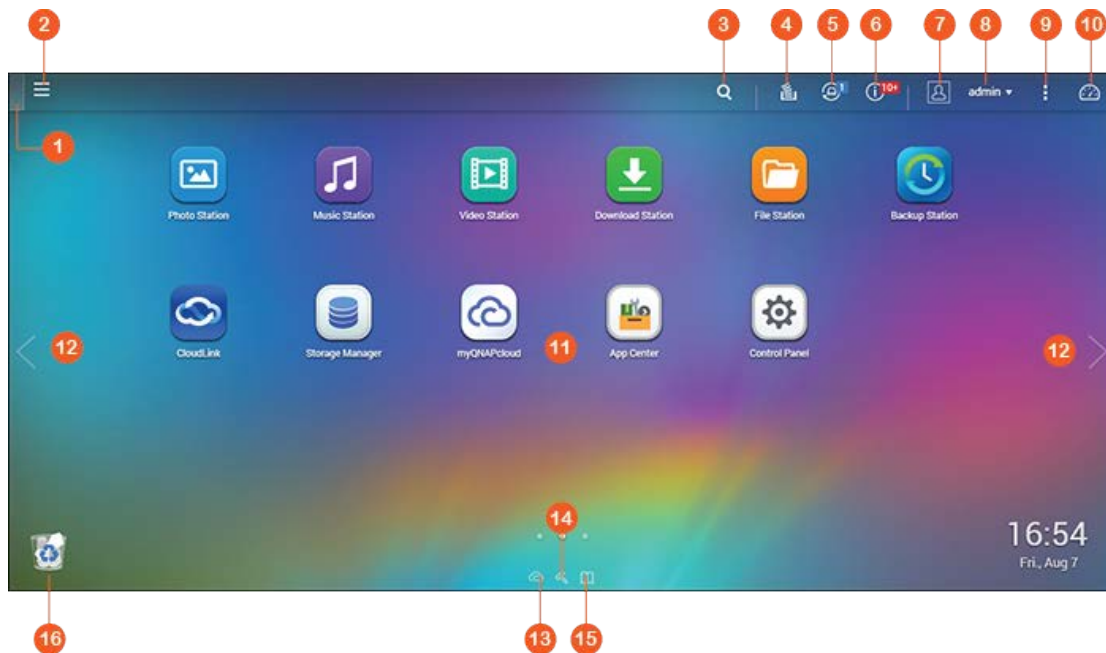 2
3
4
5
6
7
8
9
10
1
10+
admin
1
Photo Station
Music Station
Video Station
Download Station
File Station
Backup Station
12
CloudLink
Storage Manager
myQNAPcloud
11
App Center
Control Panel
12
14
16:54
Fri., Aug 7
16
13
15